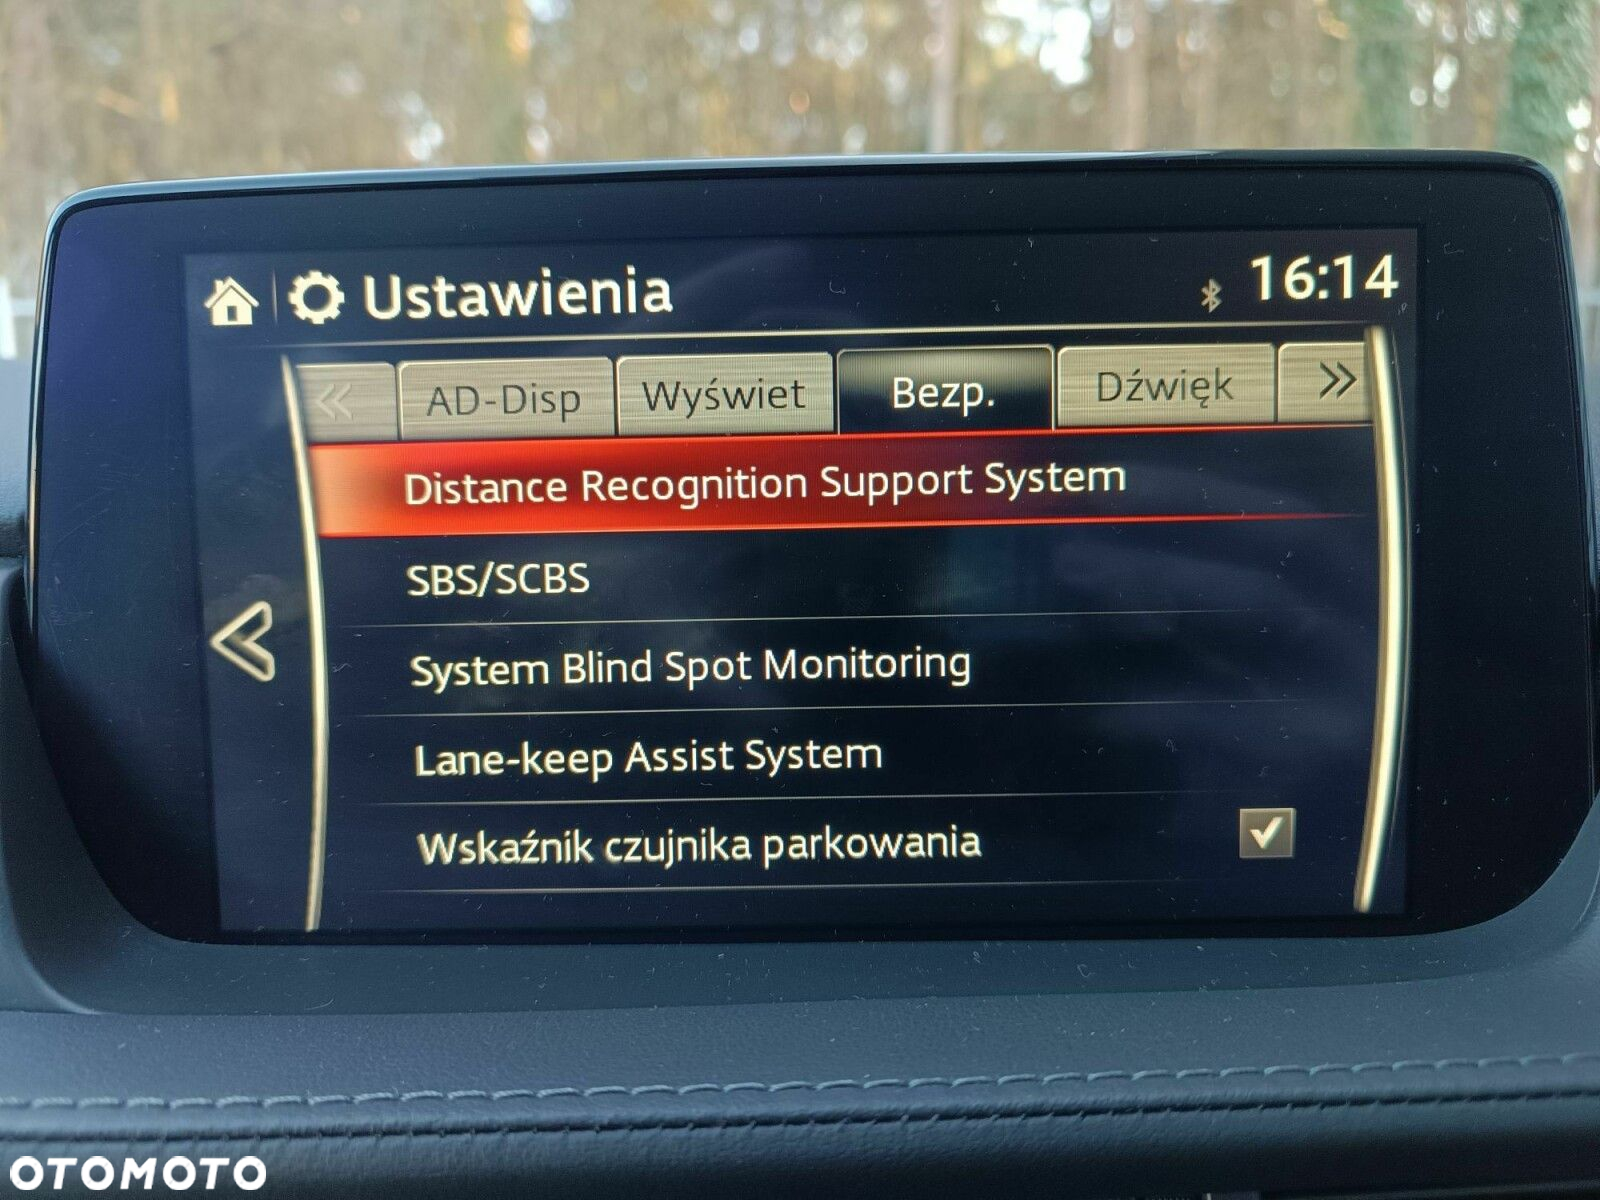 Ustawienia
16:14
AD-Disp
Wyświet
Bezp.
Dźwięk
Distance Recognition Support System
SBS/SCBS
System Blind Spot Monitoring
Lane-keep Assist System
Wskaźnik czujnika parkowania
OTOMOTO